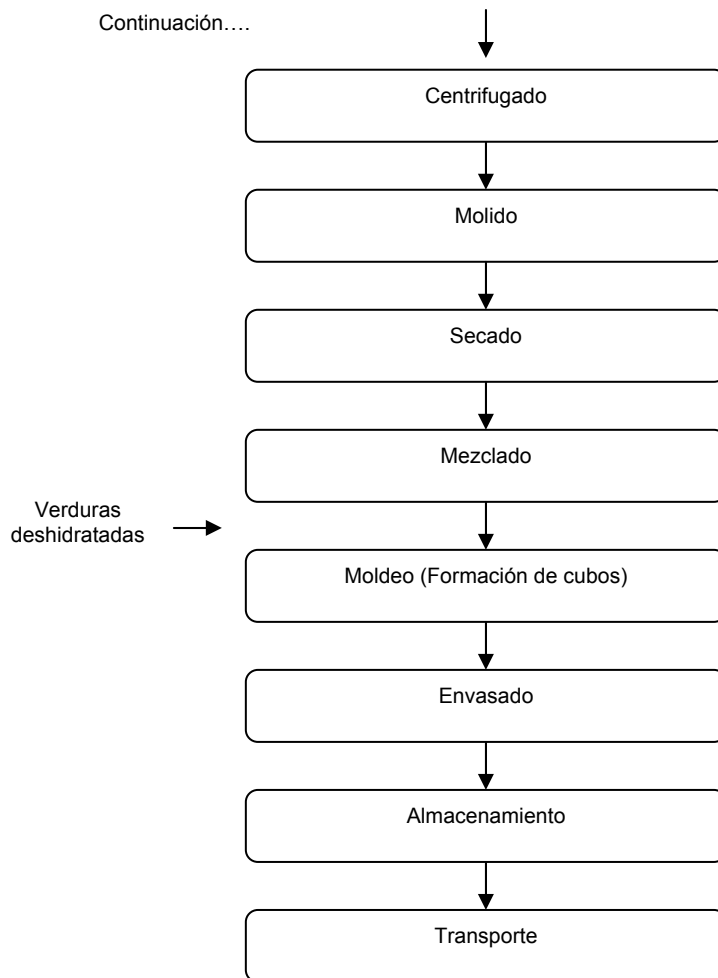 Continuación….
Centrifugado
Molido
Secado
Mezclado
Verduras
deshidratadas
Moldeo (Formación de cubos)
Envasado
Almacenamiento
Transporte